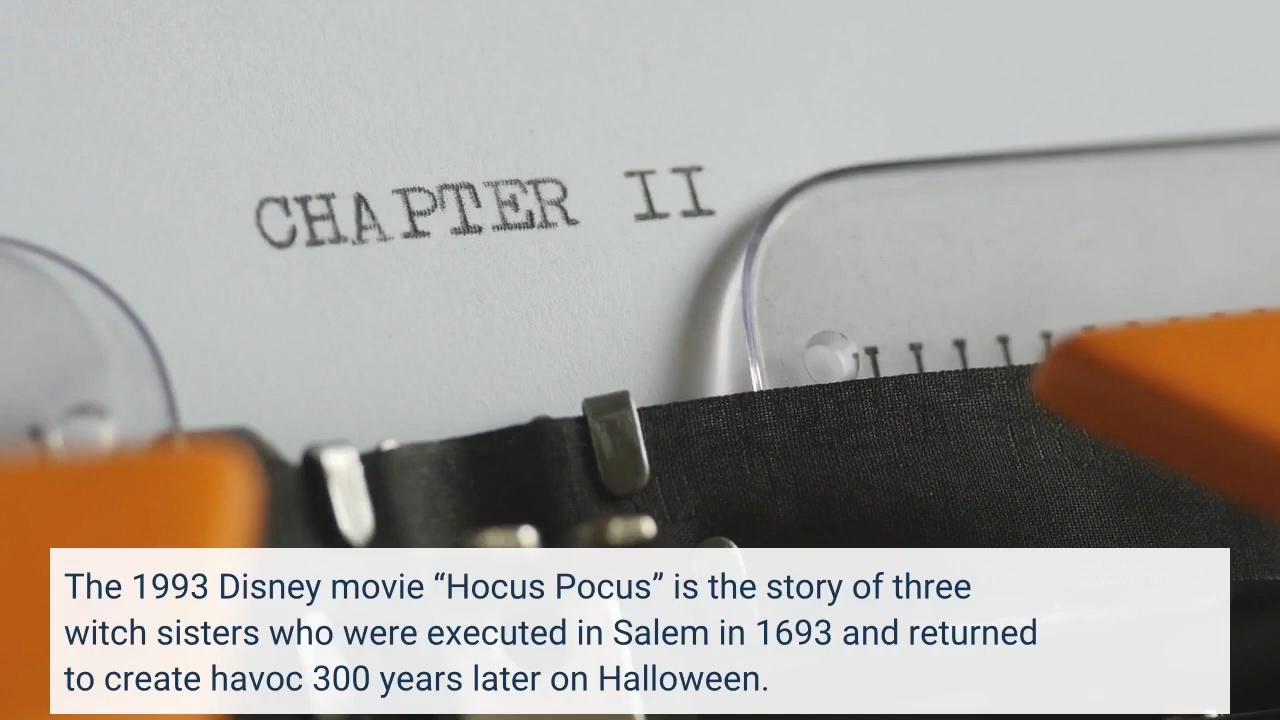 CHAPTER II
The 1993 Disney movie “Hocus Pocus” is the story of three
witch sisters who were executed in Salem in 1693 and returned
to create havoc 300 years later on Halloween.